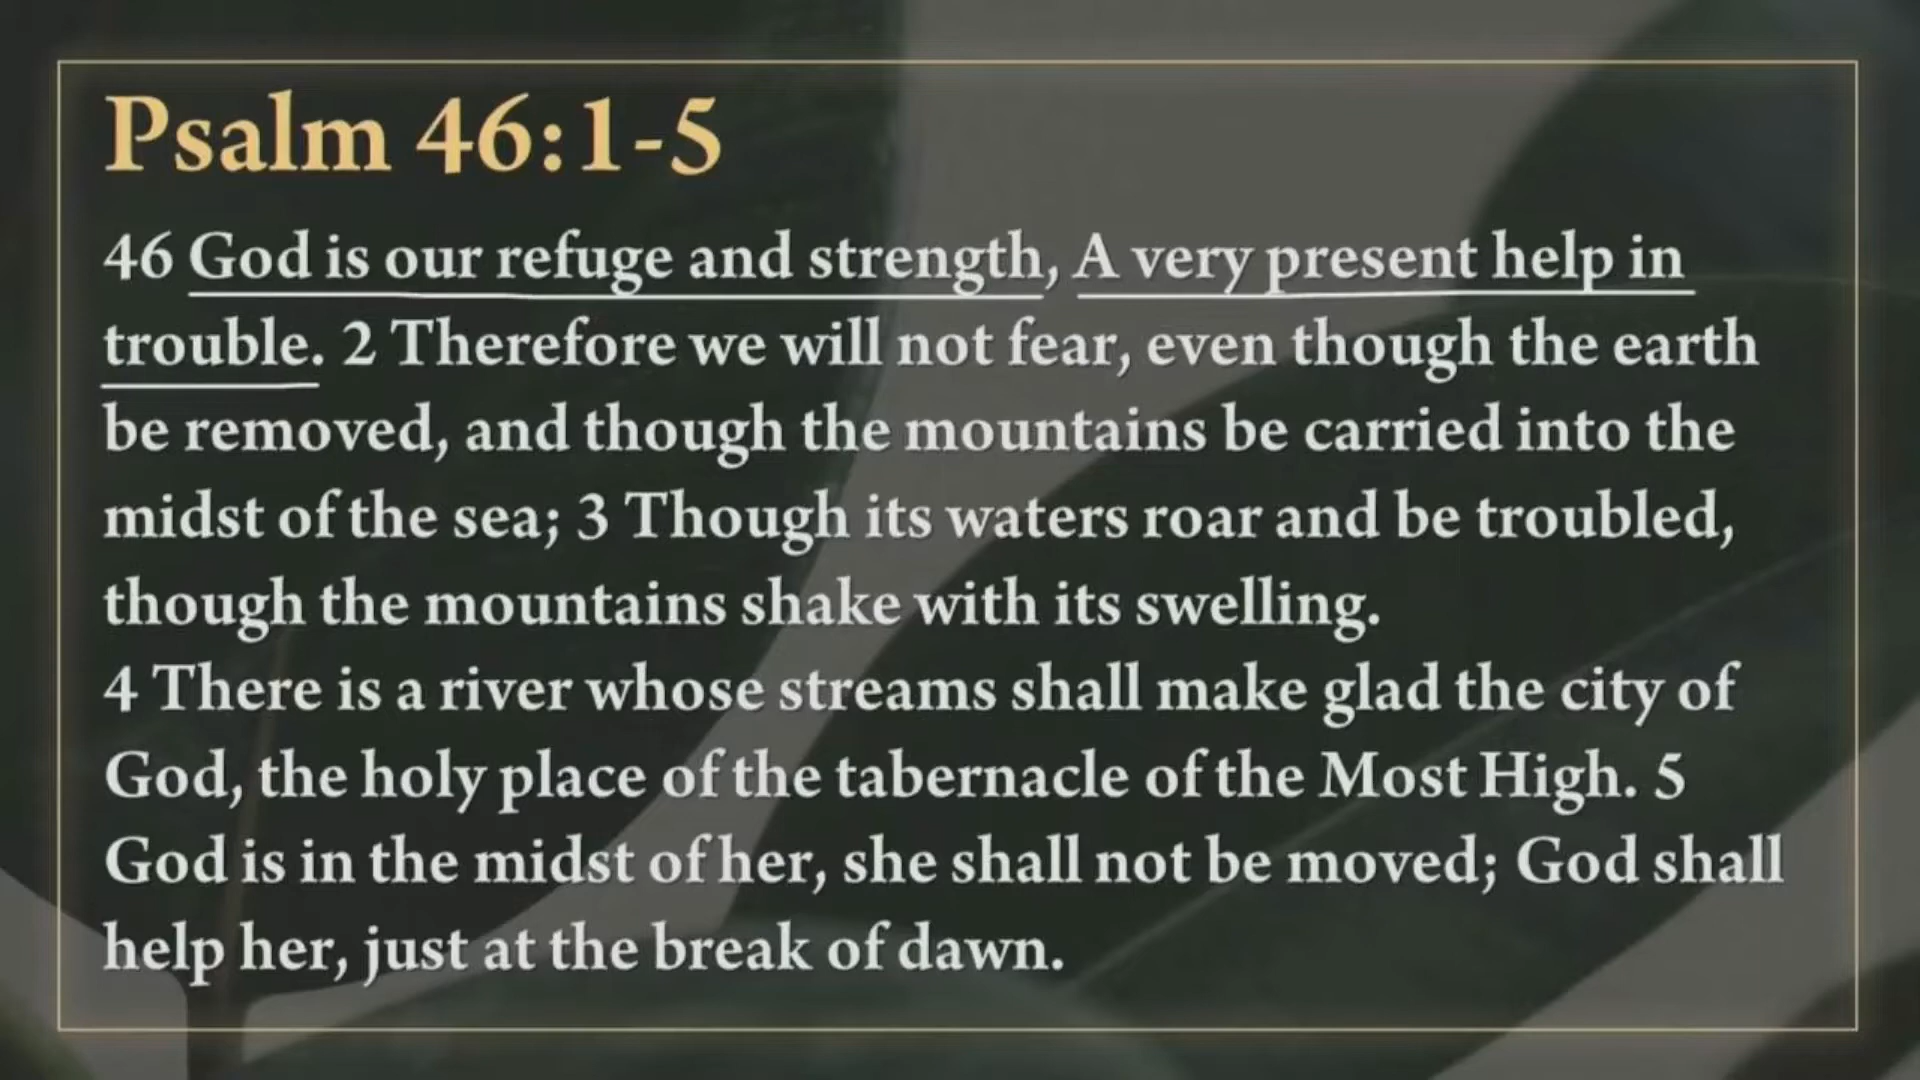 Psalm 46:1-5
46 God is our refuge and strength, A very present help in
trouble. 2 Therefore we will not fear, even though the earth
be removed, and though the mountains be carried into the
midst of the sea; 3 Though its waters roar and be troubled,
though the mountains shake with its swelling.
4 There is a river whose streams shall make glad the city of
God, the holy place of the tabernacle of the Most High. 5
God is in the midst of her, she shall not be moved; God shall
help her, just at the break of dawn.